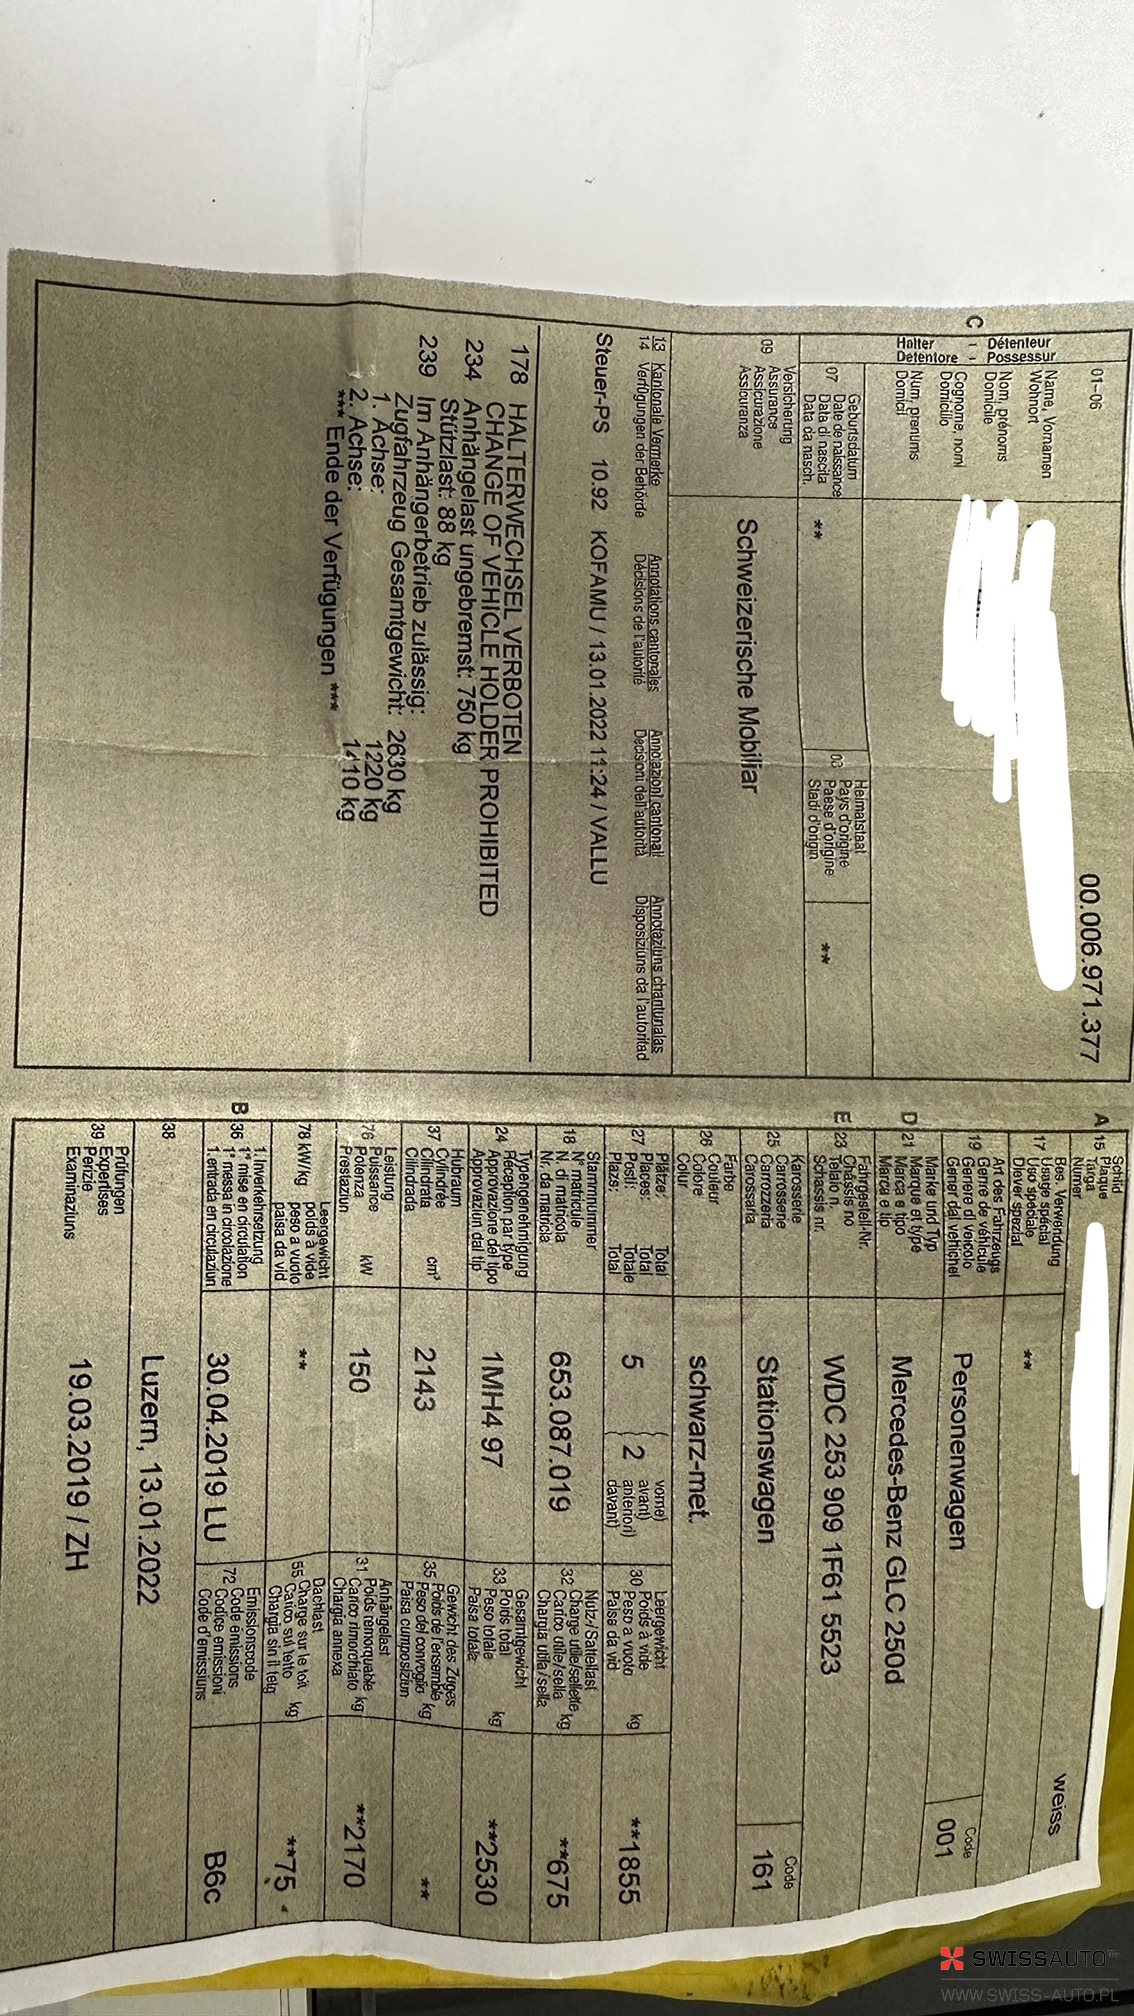 00.006.971.377
01–06
Name, Vornamen
Wohnort
Détenteur
Possessur
Nom, prénoms
Domicile
C 1 - 1
Cognome, nomi
Domicilio
Halter
Detentore
Num, prenums
Domicil
07
Geburtsdatum
Date de naissance
Data di nascita
Data da nasch.
**
Heimatstaat
Pays d'origine
Paese d'origine
Stadi d'origin
**
09
Versicherung
Assurance
Assicurazione
Assicuranza
Schweizerische Mobiliar
13 Kantonale Vermerke Annotations cantonales Annotazioni cantonali Annotaziuns chantunalas
14 Verfügungen der Behörde Décisions de l'autorité Decisioni dell'autorità Disposiziuns da l'autoritad
Steuer-PS 10.92 KOFAMU / 13.01.2022 11:24 / VALLU
178 HALTERWECHSEL VERBOTEN
CHANGE OF VEHICLE HOLDER PROHIBITED
234 Anhängelast ungebremst: 750 kg
Stützlast: 88 kg
239 Im Anhängerbetrieb zulässig:
Zugfahrzeug Gesamtgewicht: 2630 kg
1. Achse: 1220 kg
2. Achse: 1410 kg
*** Ende der Verfügungen ***
A 15
Schild
Plaque
Targa
Numer
weiss
17
Bes. Verwendung
Usage spécial
Uso speciale
Diever spezial
**
19
Art des Fahrzeugs
Genre de véhicule
Genere di veicolo
Gener dal vehichel
Personenwagen
Code
001
D 21
Marke und Typ
Marque et type
Marca e tipo
Marca e tip
Mercedes-Benz GLC 250d
E 23
Fahrgestell-Nr.
Châssis no
Telaio n.
Schassis nr.
WDC 253 909 1F61 5523
25
Karosserie
Carrosserie
Carrozzeria
Carossaria
Stationswagen
Code
161
26
Farbe
Couleur
Colore
Colur
schwarz-met.
27
Plätze: Total
Places: Total
Posti: Totale
Plazs: Total
5
2
vorne)
avant)
anteriori)
davant)
30
Leergewicht
Poids à vide
Peso a vuoto
Paisa da vid
kg
**1855
18
Stammnummer
N° matricule
N. di matricola
Nr. da matricla
653.087.019
32
Nutz-/Sattellast
Charge utile/sellette
Carico utile/sella
Chargia utila/sella
kg
**675
24
Typengenehmigung
Réception par type
Approvazione del tipo
Approvaziun dal tip
1MH4 97
33
Gesamtgewicht
Poids total
Peso totale
Paisa totala
kg
**2530
37
Hubraum
Cylindrée
Cilindrata
Cilindrada
cm³
2143
35
Gewicht des Zuges
Poids de l'ensemble
Peso del convoglio
Paisa cumposiziun
kg
**
76
Leistung
Puissance
Potenza
Prestaziun
kW
150
31
Anhängelast
Poids remorquable
Carico rimorchiato
Chargia annexa
kg
**2170
78 kW/kg
Leergewicht
poids à vide
peso a vuoto
paisa da vid
**
55
Dachlast
Charge sur le toit
Carico sul tetto
Chargia sin il tetg
kg
**75
B 36
1. Inverkehrsetzung
1re mise en circulation
1a messa in circolazione
1. entrada en circulaziun
30.04.2019 LU
72
Emissionscode
Code émissions
Codice emissioni
Code d'emissiuns
B6c
38
Luzern, 13.01.2022
39
Prüfungen
Expertises
Perizie
Examinaziuns
19.03.2019 / ZH
SWISSAUTO™
WWW.SWISS-AUTO.PL